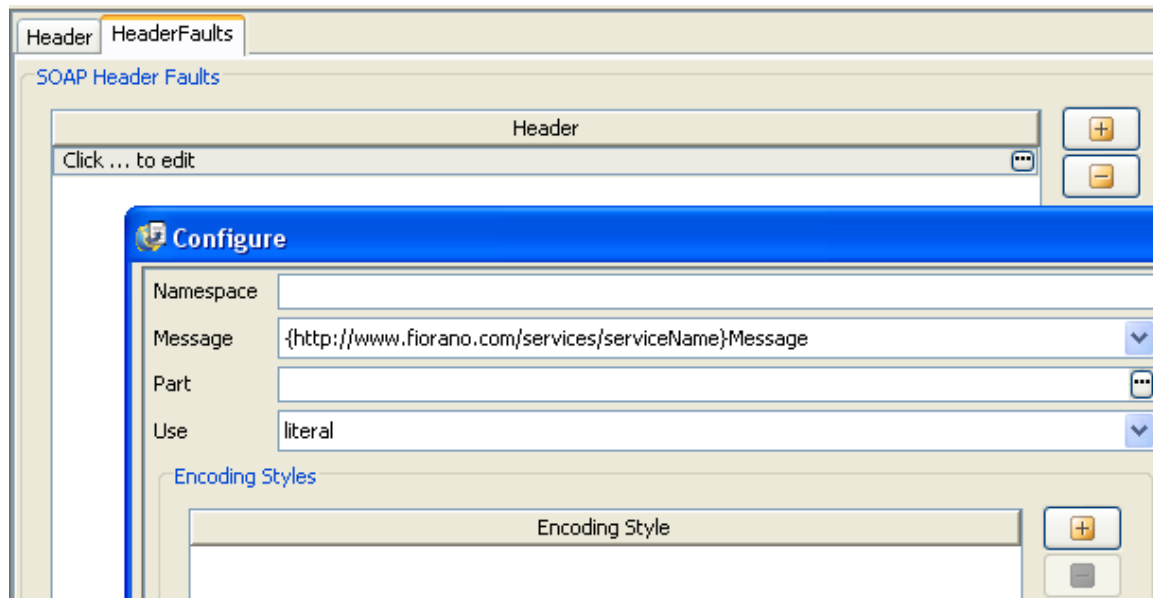 Header HeaderFaults
SOAP Header Faults
Header
Click ... to edit
Configure
Namespace
Message {http://www.fiorano.com/services/serviceName}Message
Part
Use literal
Encoding Styles
Encoding Style